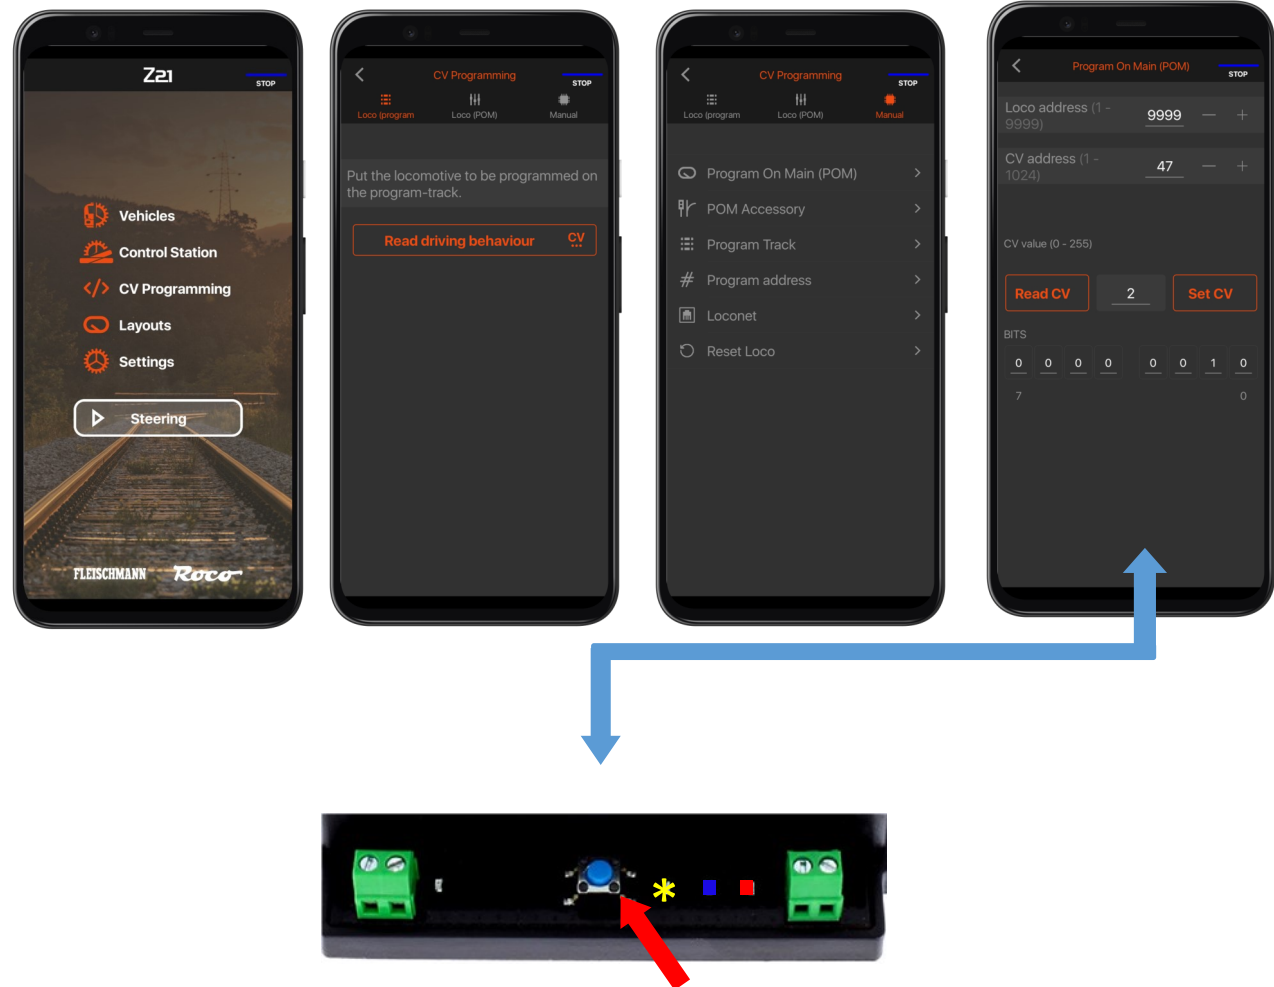 Z21
STOP
Vehicles
Control Station
</> CV Programming
Layouts
Settings
Steering
FLEISCHMANN Roco
CV Programming
STOP
Loco (program Loco (POM) Manual
Put the locomotive to be programmed on
the program-track.
Read driving behaviour CV
CV Programming
STOP
Loco (program Loco (POM) Manual
Program On Main (POM)
POM Accessory
Program Track
# Program address
Loconet
Reset Loco
Program On Main (POM)
STOP
Loco address (1 -
9999) 9999 — +
CV address (1 -
1024) 47 — +
CV value (0 - 255)
Read CV 2 Set CV
BITS
0 0 0 0 0 0 1 0
7 0
*